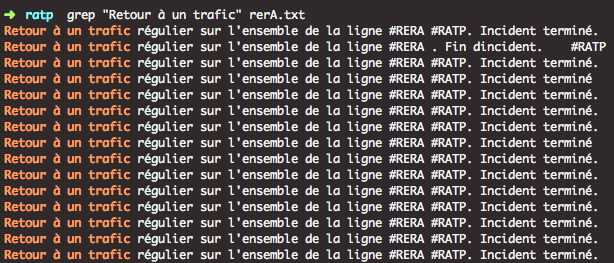 ➜ ratp grep "Retour à un trafic" rerA.txt
Retour à un trafic régulier sur l'ensemble de la ligne #RERA #RATP. Incident terminé.
Retour à un trafic régulier sur l'ensemble de la ligne #RERA . Fin dincident. #RATP
Retour à un trafic régulier sur l'ensemble de la ligne #RERA #RATP. Incident terminé.
Retour à un trafic régulier sur l'ensemble de la ligne #RERA #RATP. Incident terminé
Retour à un trafic régulier sur l'ensemble de la ligne #RERA #RATP. Incident terminé.
Retour à un trafic régulier sur l'ensemble de la ligne #RERA #RATP. Incident terminé.
Retour à un trafic régulier sur l'ensemble de la ligne #RERA #RATP. Incident terminé.
Retour à un trafic régulier sur l'ensemble de la ligne #RERA #RATP. Incident terminé
Retour à un trafic régulier sur l'ensemble de la ligne #RERA #RATP. Incident terminé.
Retour à un trafic régulier sur l'ensemble de la ligne #RERA #RATP. Incident terminé
Retour à un trafic régulier sur l'ensemble de la ligne #RERA #RATP. Incident terminé.
Retour à un trafic régulier sur l'ensemble de la ligne #RERA #RATP. Incident terminé.
Retour à un trafic régulier sur l'ensemble de la ligne #RERA #RATP. Incident terminé.
Retour à un trafic régulier sur l'ensemble de la ligne #RERA #RATP. Incident terminé.
Retour à un trafic régulier sur l'ensemble de la ligne #RERA #RATP. Incident terminé.